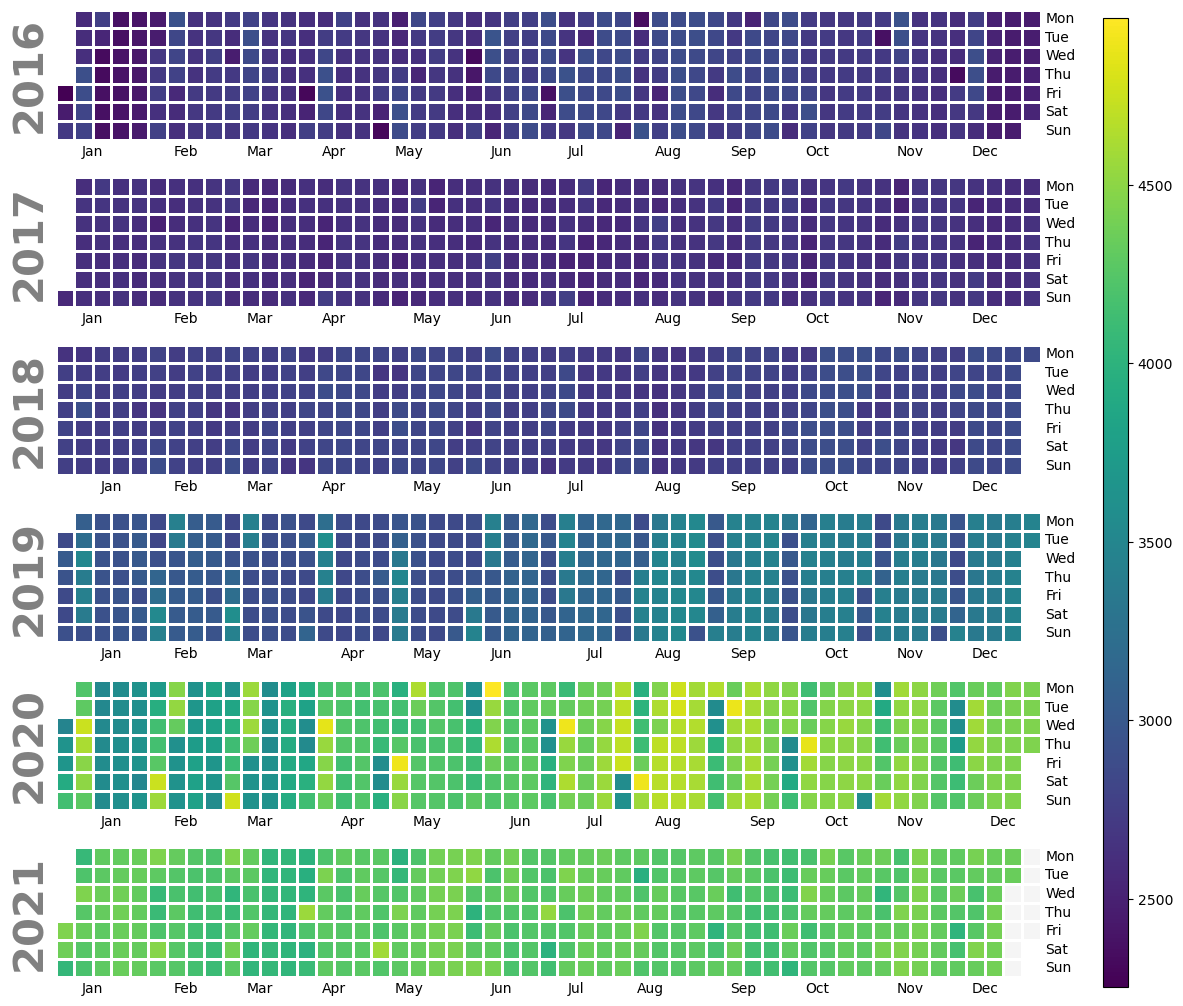 2016
Mon
Tue
Wed
Thu
Fri
Sat
Sun
Jan Feb Mar Apr May Jun Jul Aug Sep Oct Nov Dec
2017
Mon
Tue
Wed
Thu
Fri
Sat
Sun
Jan Feb Mar Apr May Jun Jul Aug Sep Oct Nov Dec
2018
Mon
Tue
Wed
Thu
Fri
Sat
Sun
Jan Feb Mar Apr May Jun Jul Aug Sep Oct Nov Dec
2019
Mon
Tue
Wed
Thu
Fri
Sat
Sun
Jan Feb Mar Apr May Jun Jul Aug Sep Oct Nov Dec
2020
Mon
Tue
Wed
Thu
Fri
Sat
Sun
Jan Feb Mar Apr May Jun Jul Aug Sep Oct Nov Dec
2021
Mon
Tue
Wed
Thu
Fri
Sat
Sun
Jan Feb Mar Apr May Jun Jul Aug Sep Oct Nov Dec
4500
4000
3500
3000
2500